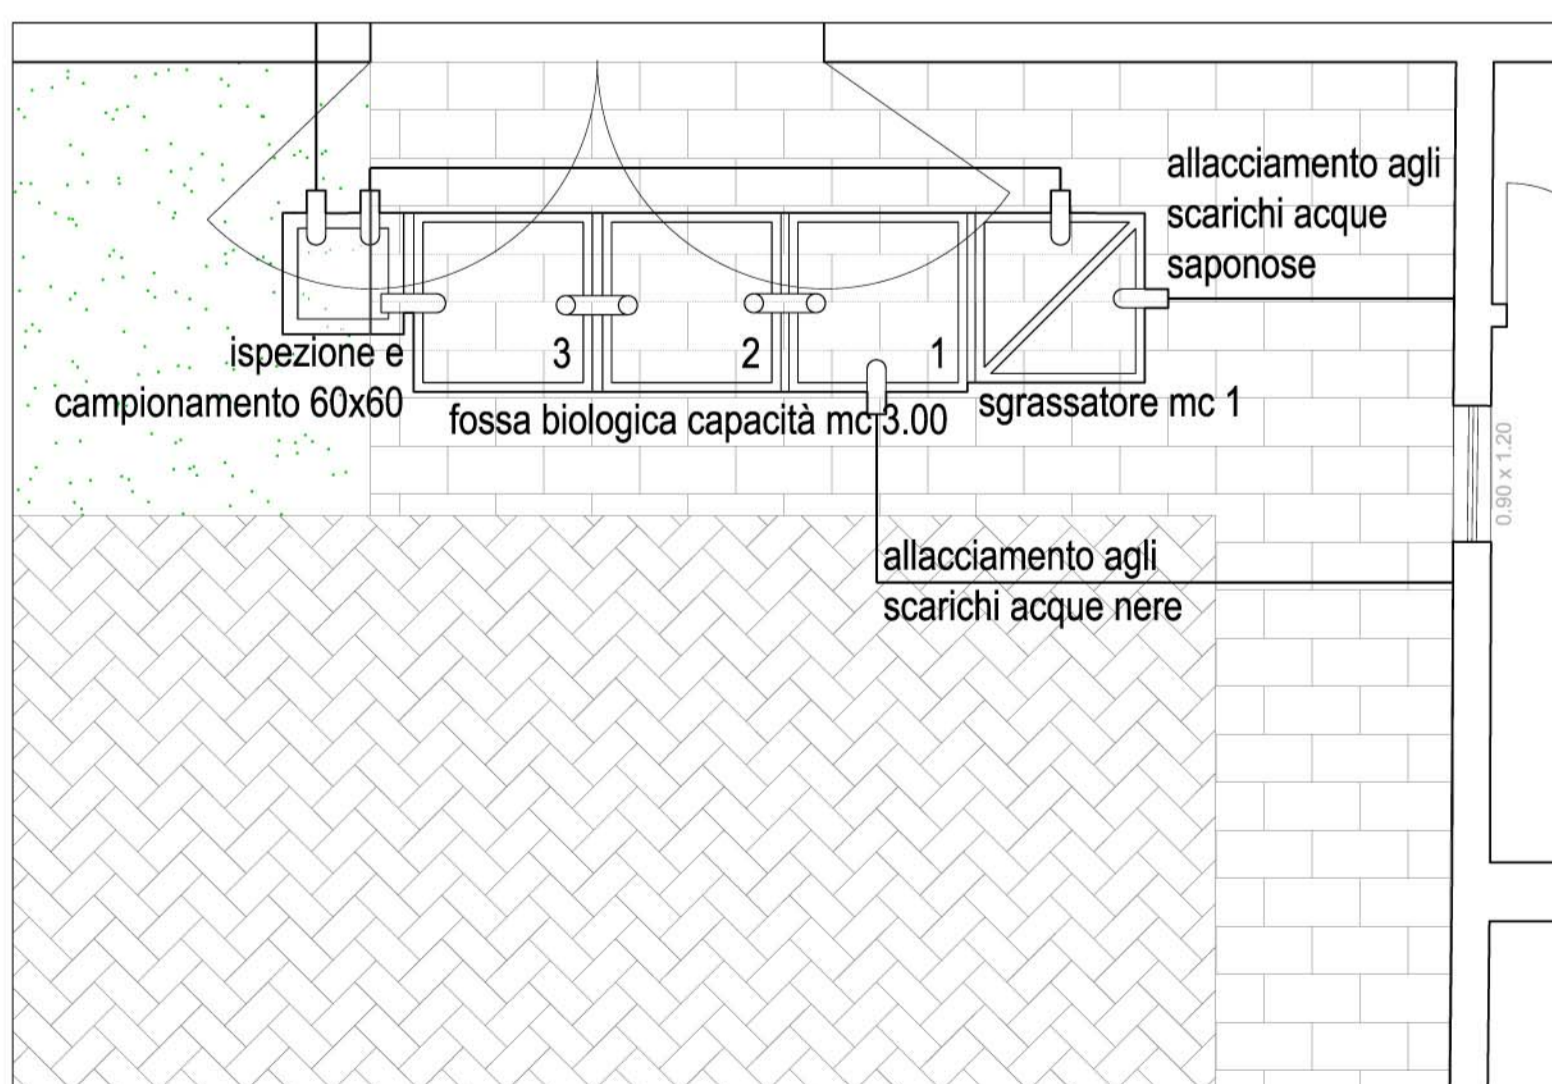 allacciamento agli
scarichi acque
saponose
ispezione e
campionamento 60x60
3
2
1
fossa biologica capacità mc 3.00
sgrassatore mc 1
0.90 x 1.20
allacciamento agli
scarichi acque nere